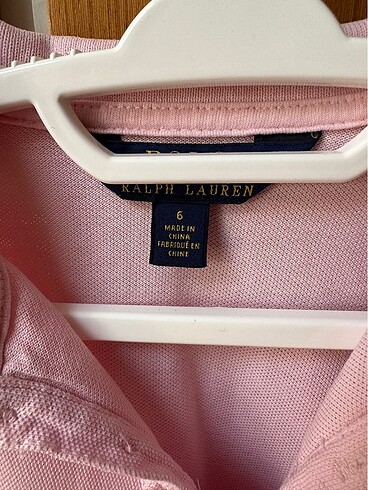 RALPH LAUREN
6
MADE IN
CHINA
FABRIQUÉ EN
CHINE